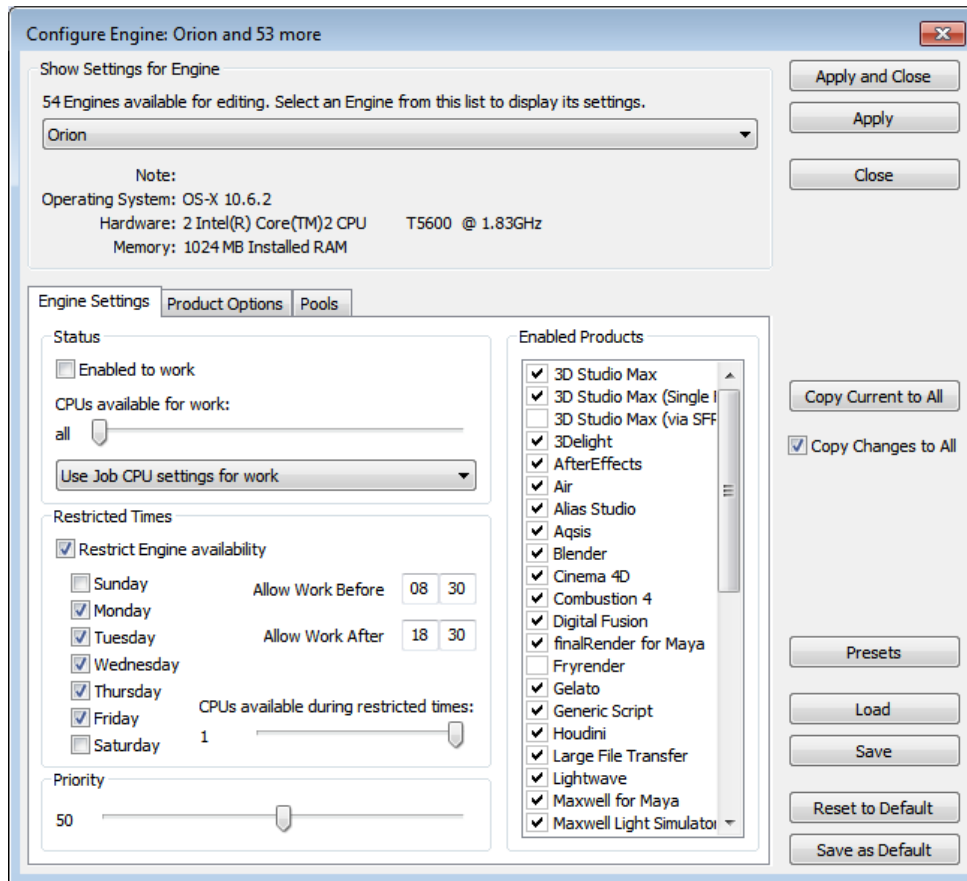 Configure Engine: Orion and 53 more
Show Settings for Engine
54 Engines available for editing. Select an Engine from this list to display its settings.
Orion
Note:
Operating System: OS-X 10.6.2
Hardware: 2 Intel(R) Core(TM)2 CPU T5600 @ 1.83GHz
Memory: 1024 MB Installed RAM
Apply and Close
Apply
Close
Engine Settings
Product Options
Pools
Status
Enabled to work
CPUs available for work:
all
Use Job CPU settings for work
Restricted Times
Restrict Engine availability
Sunday
Monday
Tuesday
Wednesday
Thursday
Friday
Saturday
Allow Work Before 08 30
Allow Work After 18 30
CPUs available during restricted times:
1
Priority
50
Enabled Products
3D Studio Max
3D Studio Max (Single
3D Studio Max (via SFF
3Delight
AfterEffects
Air
Alias Studio
Aqsis
Blender
Cinema 4D
Combustion 4
Digital Fusion
finalRender for Maya
Fryrender
Gelato
Generic Script
Houdini
Large File Transfer
Lightwave
Maxwell for Maya
Maxwell Light Simulator
Copy Current to All
Copy Changes to All
Presets
Load
Save
Reset to Default
Save as Default